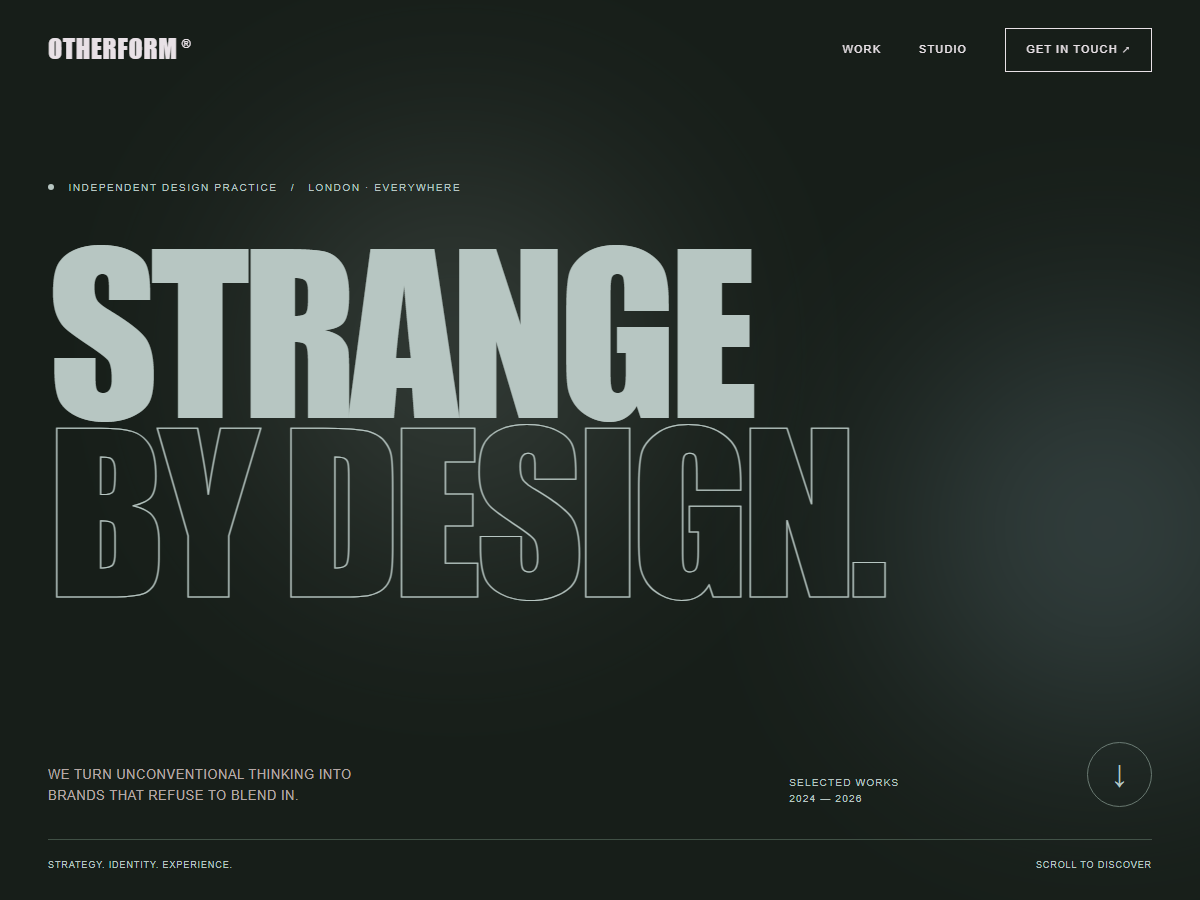 OTHERFORM®
WORK
STUDIO
GET IN TOUCH ↗
INDEPENDENT DESIGN PRACTICE / LONDON · EVERYWHERE
STRANGE
BY DESIGN.
WE TURN UNCONVENTIONAL THINKING INTO
BRANDS THAT REFUSE TO BLEND IN.
SELECTED WORKS
2024 — 2026
↓
STRATEGY. IDENTITY. EXPERIENCE.
SCROLL TO DISCOVER